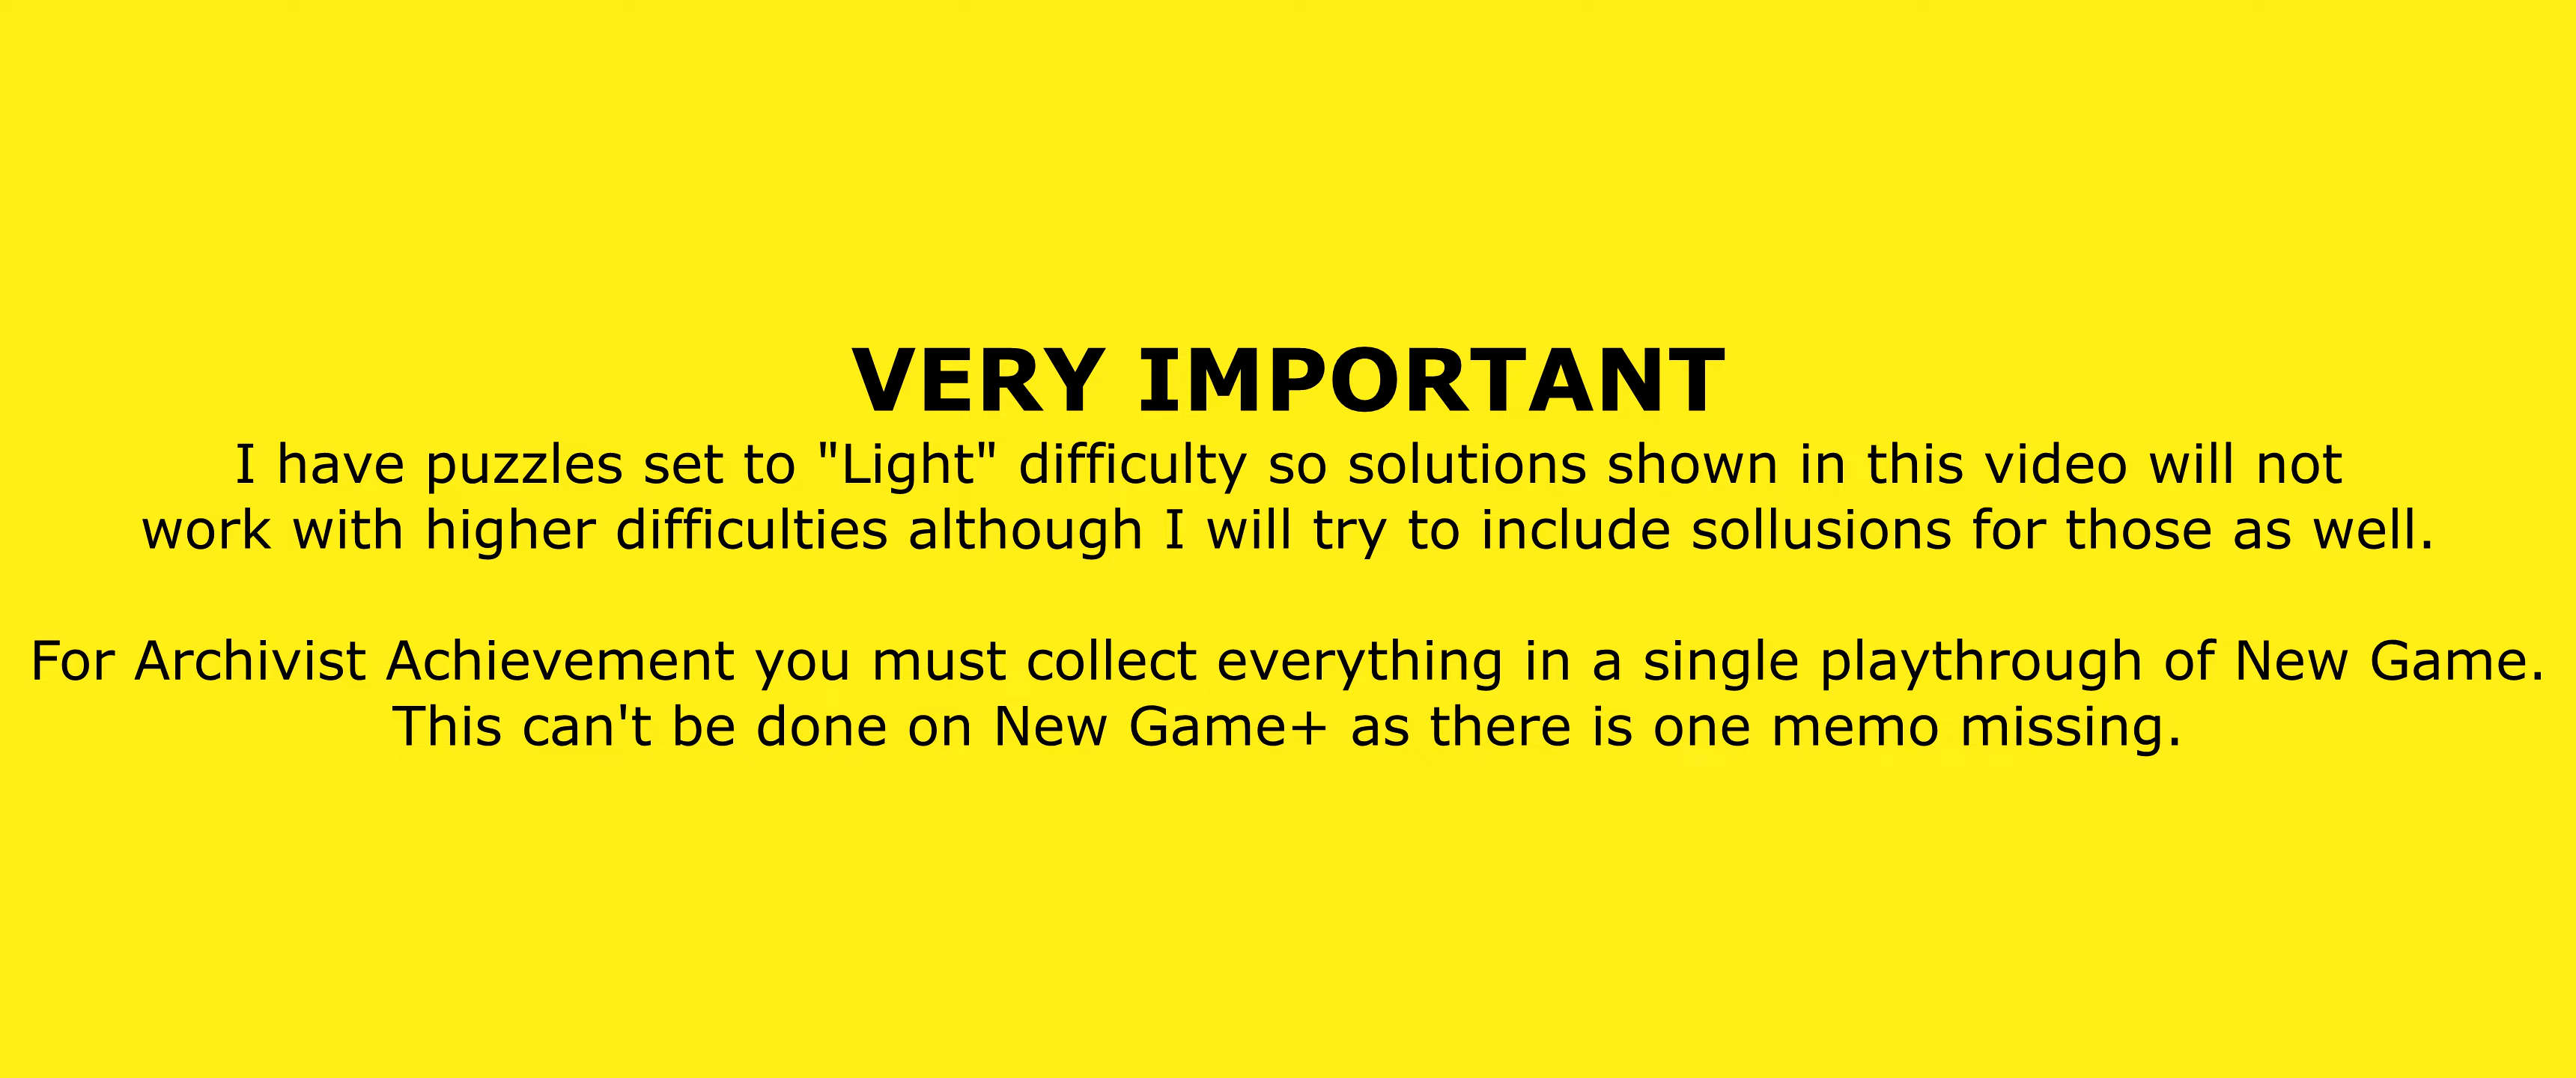 VERY IMPORTANT
I have puzzles set to "Light" difficulty so solutions shown in this video will not
work with higher difficulties although I will try to include sollusions for those as well.
For Archivist Achievement you must collect everything in a single playthrough of New Game.
This can't be done on New Game+ as there is one memo missing.